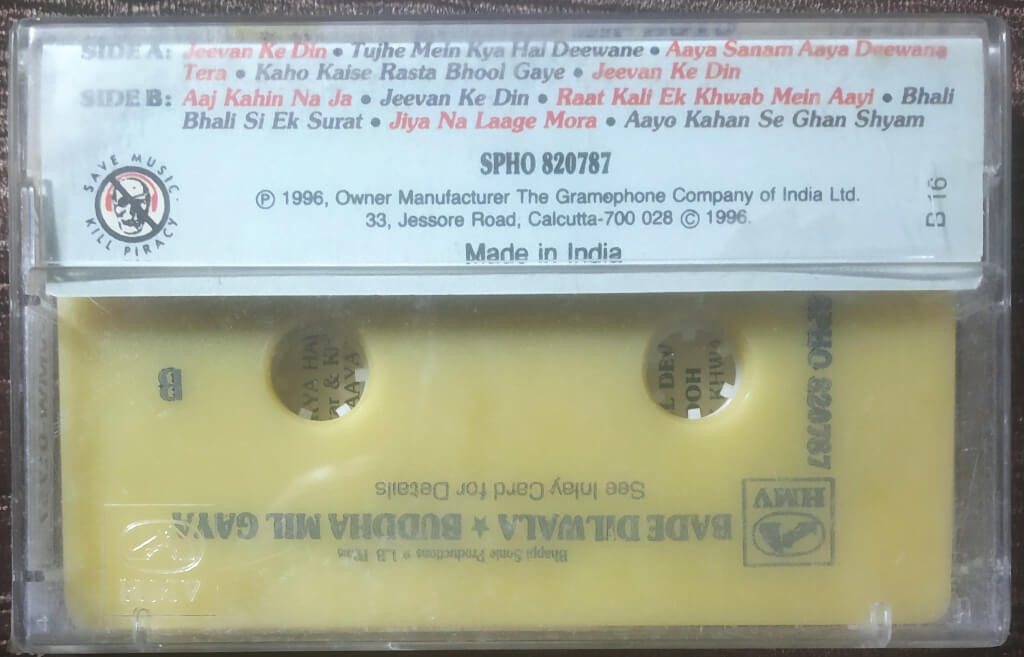 SIDE A: Jeevan Ke Din • Tujhe Mein Kya Hai Deewane • Aaya Sanam Aaya Deewana
Tera • Kaho Kaise Rasta Bhool Gaye • Jeevan Ke Din
SIDE B: Aaj Kahin Na Ja • Jeevan Ke Din • Raat Kali Ek Khwab Mein Aayi • Bhali
Bhali Si Ek Surat • Jiya Na Laage Mora • Aayo Kahan Se Ghan Shyam
SAVE MUSIC
KILL PIRACY
SPHO 820787
℗ 1996, Owner Manufacturer The Gramophone Company of India Ltd.
33, Jessore Road, Calcutta-700 028 © 1996.
Made in India
B 16
B
SPHO 820787
See Inlay Card for Details
HMV
BADE DILWALA ★ BUDDHA MIL GAYA
Bhappi Sonie Productions